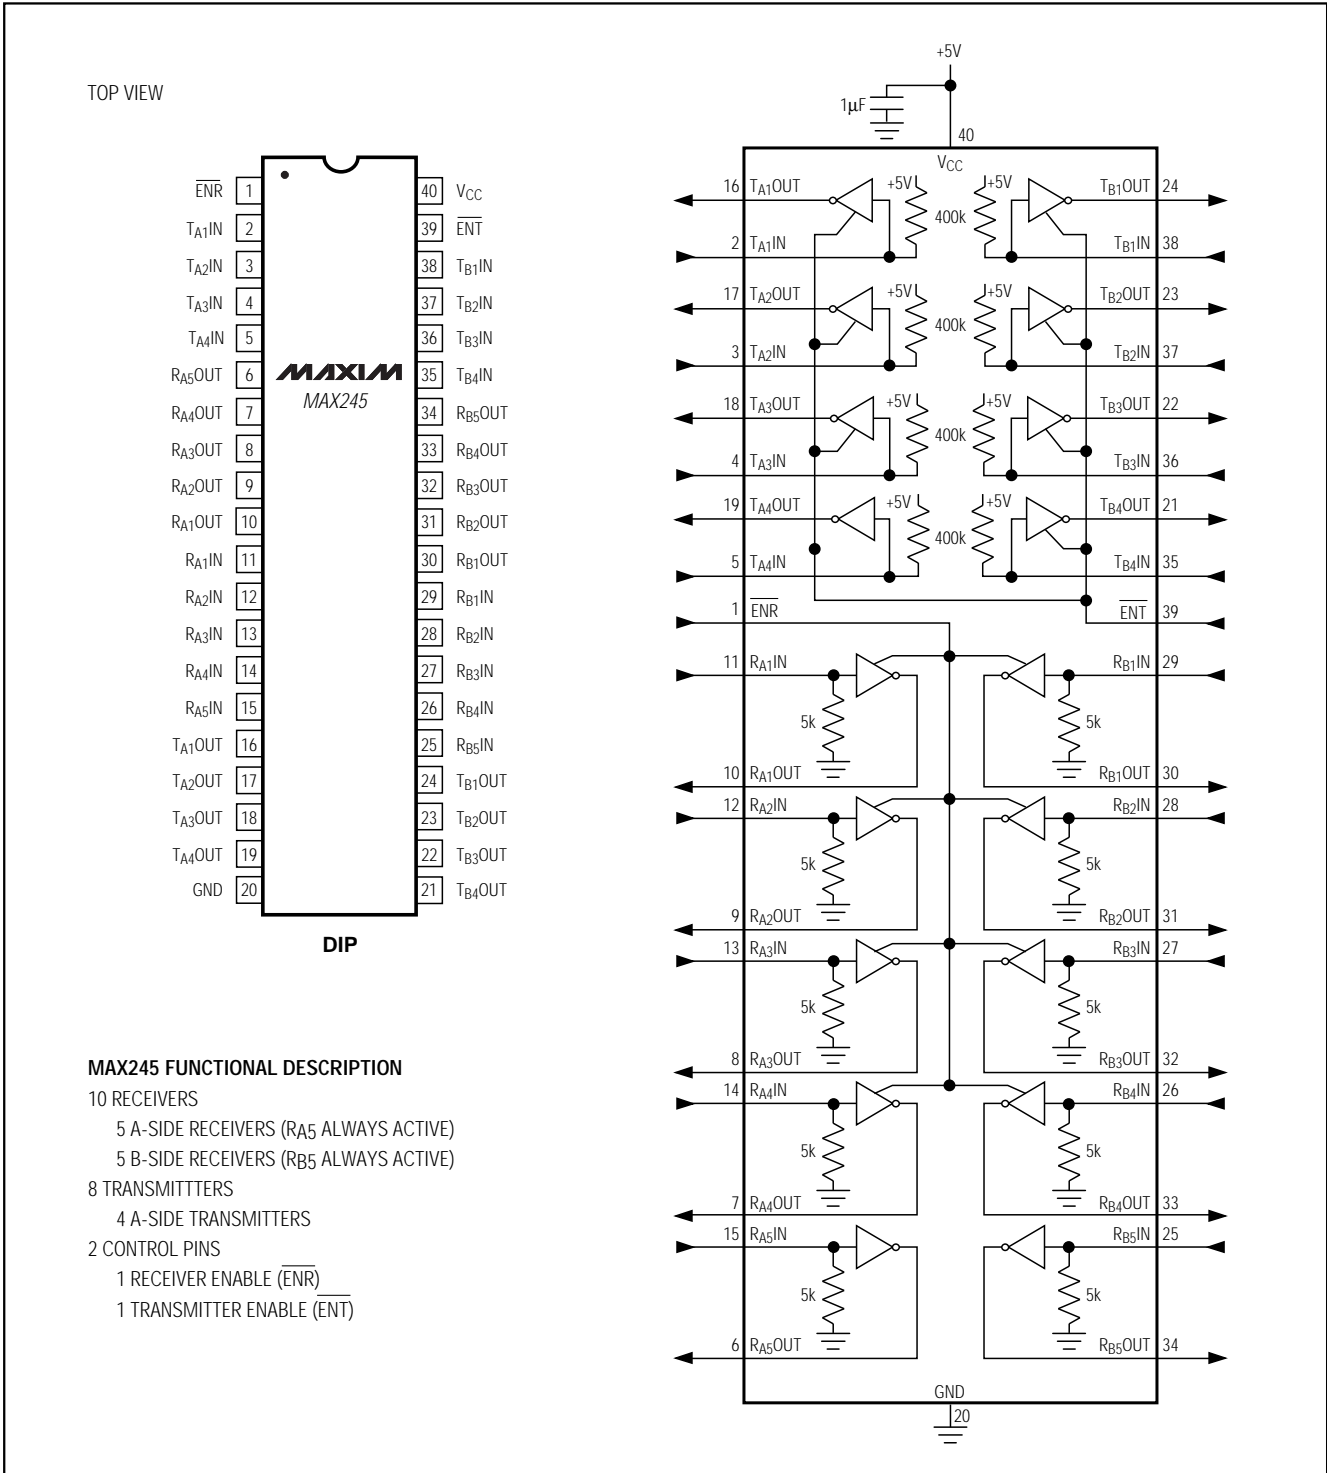 TOP VIEW
ENR 1
TA1IN 2
TA2IN 3
TA3IN 4
TA4IN 5
RA5OUT 6
RA4OUT 7
RA3OUT 8
RA2OUT 9
RA1OUT 10
RA1IN 11
RA2IN 12
RA3IN 13
RA4IN 14
RA5IN 15
TA1OUT 16
TA2OUT 17
TA3OUT 18
TA4OUT 19
GND 20
MAXIM
MAX245
40 VCC
39 ENT
38 TB1IN
37 TB2IN
36 TB3IN
35 TB4IN
34 RB5OUT
33 RB4OUT
32 RB3OUT
31 RB2OUT
30 RB1OUT
29 RB1IN
28 RB2IN
27 RB3IN
26 RB4IN
25 RB5IN
24 TB1OUT
23 TB2OUT
22 TB3OUT
21 TB4OUT
DIP
MAX245 FUNCTIONAL DESCRIPTION
10 RECEIVERS
5 A-SIDE RECEIVERS (RA5 ALWAYS ACTIVE)
5 B-SIDE RECEIVERS (RB5 ALWAYS ACTIVE)
8 TRANSMITTTERS
4 A-SIDE TRANSMITTERS
2 CONTROL PINS
1 RECEIVER ENABLE (ENR)
1 TRANSMITTER ENABLE (ENT)
+5V
1µF
40
VCC
16 TA1OUT +5V +5V TB1OUT 24
400k
2 TA1IN TB1IN 38
17 TA2OUT +5V +5V TB2OUT 23
400k
3 TA2IN TB2IN 37
18 TA3OUT +5V +5V TB3OUT 22
400k
4 TA3IN TB3IN 36
19 TA4OUT +5V +5V TB4OUT 21
400k
5 TA4IN TB4IN 35
1 ENR ENT 39
11 RA1IN RB1IN 29
5k 5k
10 RA1OUT RB1OUT 30
12 RA2IN RB2IN 28
5k 5k
9 RA2OUT RB2OUT 31
13 RA3IN RB3IN 27
5k 5k
8 RA3OUT RB3OUT 32
14 RA4IN RB4IN 26
5k 5k
7 RA4OUT RB4OUT 33
15 RA5IN RB5IN 25
5k 5k
6 RA5OUT RB5OUT 34
GND
20